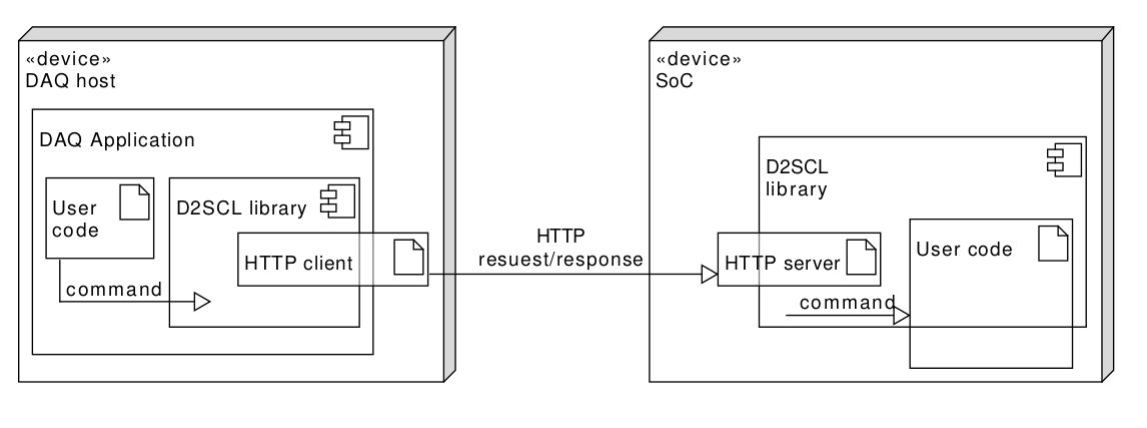 «device»
DAQ host
DAQ Application
User
code
D2SCL library
HTTP client
command
HTTP
resuest/response
«device»
SoC
D2SCL
library
User code
HTTP server
command